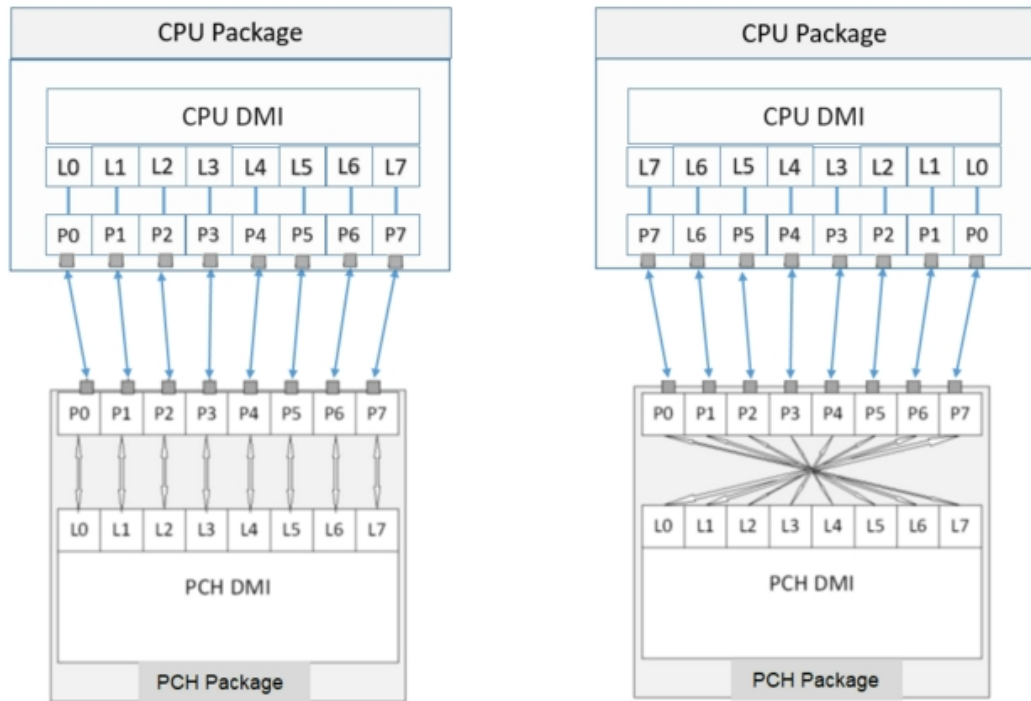 CPU Package
CPU DMI
L0 L1 L2 L3 L4 L5 L6 L7
P0 P1 P2 P3 P4 P5 P6 P7
P0 P1 P2 P3 P4 P5 P6 P7
L0 L1 L2 L3 L4 L5 L6 L7
PCH DMI
PCH Package
CPU Package
CPU DMI
L7 L6 L5 L4 L3 L2 L1 L0
P7 L6 P5 P4 P3 P2 P1 P0
P0 P1 P2 P3 P4 P5 P6 P7
L0 L1 L2 L3 L4 L5 L6 L7
PCH DMI
PCH Package